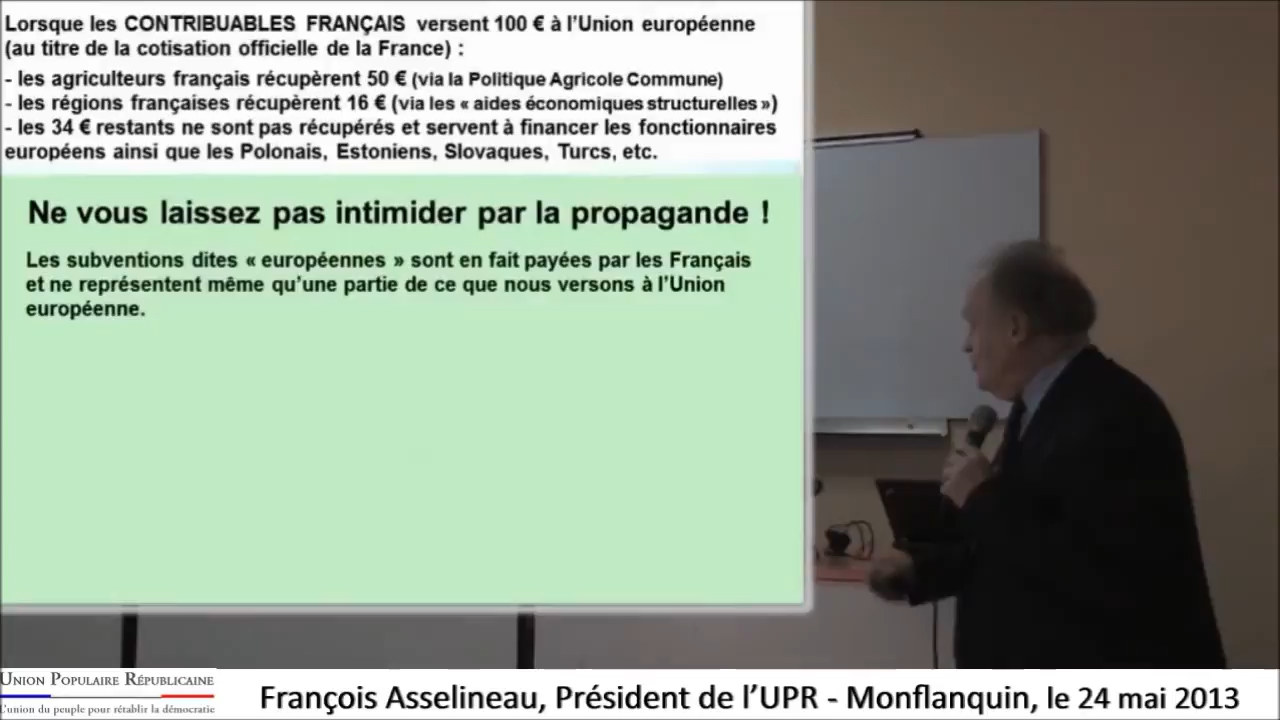 Lorsque les CONTRIBUABLES FRANÇAIS versent 100 € à l'Union européenne
(au titre de la cotisation officielle de la France) :
- les agriculteurs français récupèrent 50 € (via la Politique Agricole Commune)
- les régions françaises récupèrent 16 € (via les « aides économiques structurelles »)
- les 34 € restants ne sont pas récupérés et servent à financer les fonctionnaires
européens ainsi que les Polonais, Estoniens, Slovaques, Turcs, etc.
Ne vous laissez pas intimider par la propagande !
Les subventions dites « européennes » sont en fait payées par les Français
et ne représentent même qu'une partie de ce que nous versons à l'Union
européenne.
UNION POPULAIRE RÉPUBLICAINE
L'union du peuple pour rétablir la démocratie
François Asselineau, Président de l'UPR - Monflanquin, le 24 mai 2013